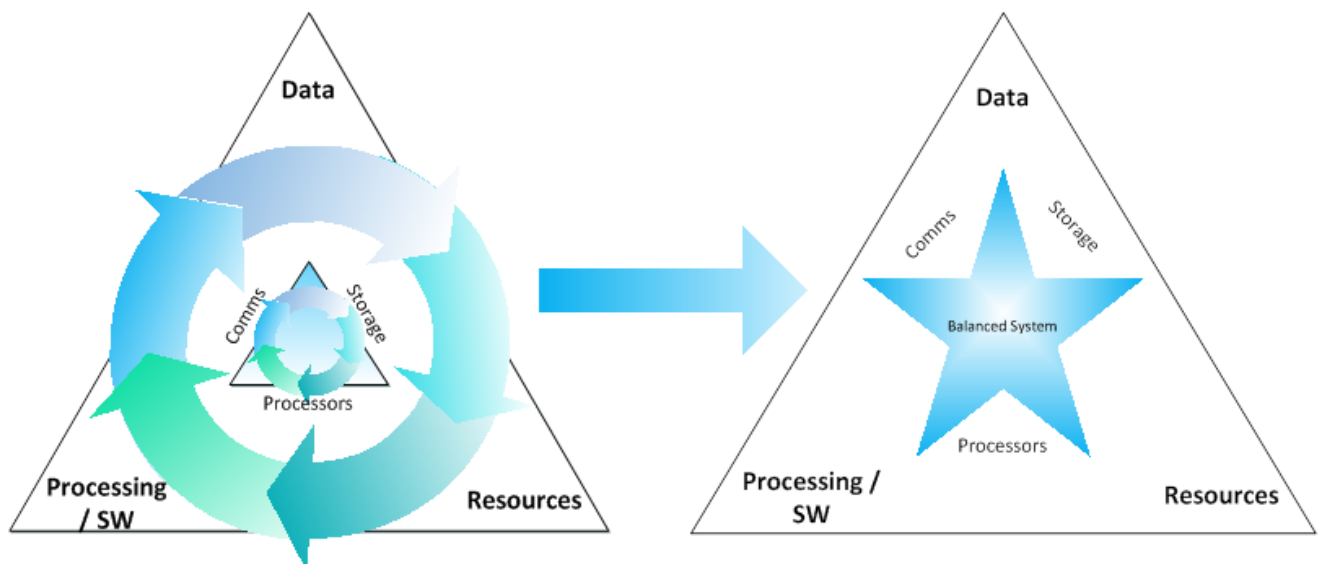 Data
Comms
Storage
Processors
Processing
/ SW
Resources
Data
Comms
Storage
Balanced System
Processors
Processing /
SW
Resources